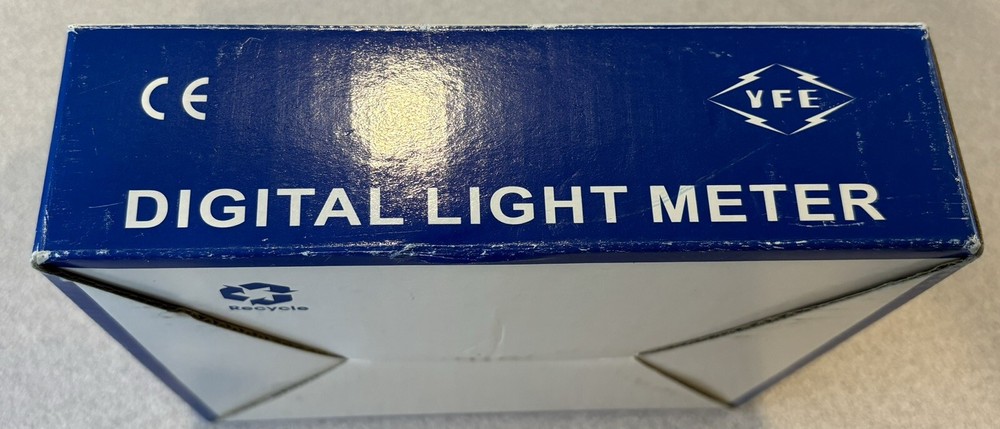 CE
YFE
DIGITAL LIGHT METER
Recycle